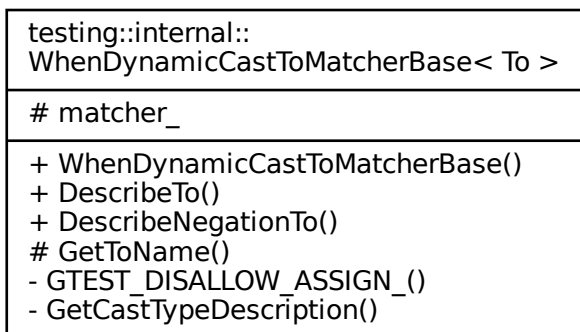 testing::internal::
WhenDynamicCastToMatcherBase< To >
# matcher_
+ WhenDynamicCastToMatcherBase()
+ DescribeTo()
+ DescribeNegationTo()
# GetToName()
- GTEST_DISALLOW_ASSIGN_()
- GetCastTypeDescription()